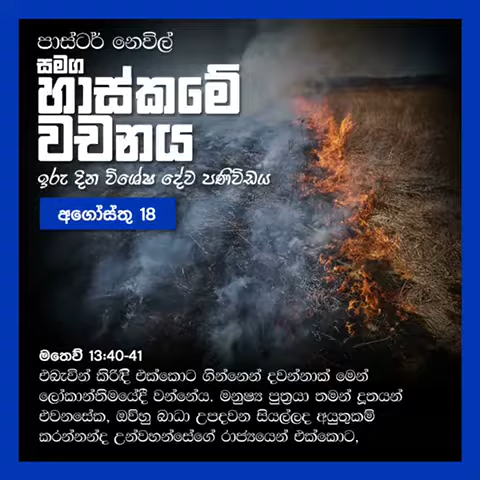 පාස්ටර් නෙවිල්
සමග
හාස්කමේ
වචනය
ඉරු දින විශේෂ දේව පණිවිඩය
අගෝස්තු 18
මතෙව් 13:40-41
එබැවින් කිරිඳි එක්කොට ගින්නෙන් දවන්නාක් මෙන්
ලෝකාන්තිමයේදී වන්නේය. මනුෂ්‍ය පුත්‍රයා තමන් දූතයන්
එවනසේක, ඔව්හු බාධා උපදවන සියල්ලද අයුතුකම්
කරන්නන්ද උන්වහන්සේගේ රාජ්‍යයෙන් එක්කොට,